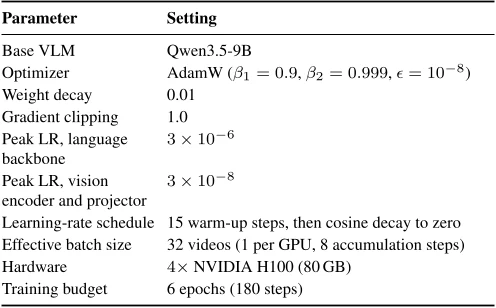 Parameter Setting
Base VLM Qwen3.5-9B
Optimizer AdamW (β₁ = 0.9, β₂ = 0.999, ϵ = 10⁻⁸)
Weight decay 0.01
Gradient clipping 1.0
Peak LR, language 3 × 10⁻⁶
backbone
Peak LR, vision 3 × 10⁻⁸
encoder and projector
Learning-rate schedule 15 warm-up steps, then cosine decay to zero
Effective batch size 32 videos (1 per GPU, 8 accumulation steps)
Hardware 4× NVIDIA H100 (80 GB)
Training budget 6 epochs (180 steps)